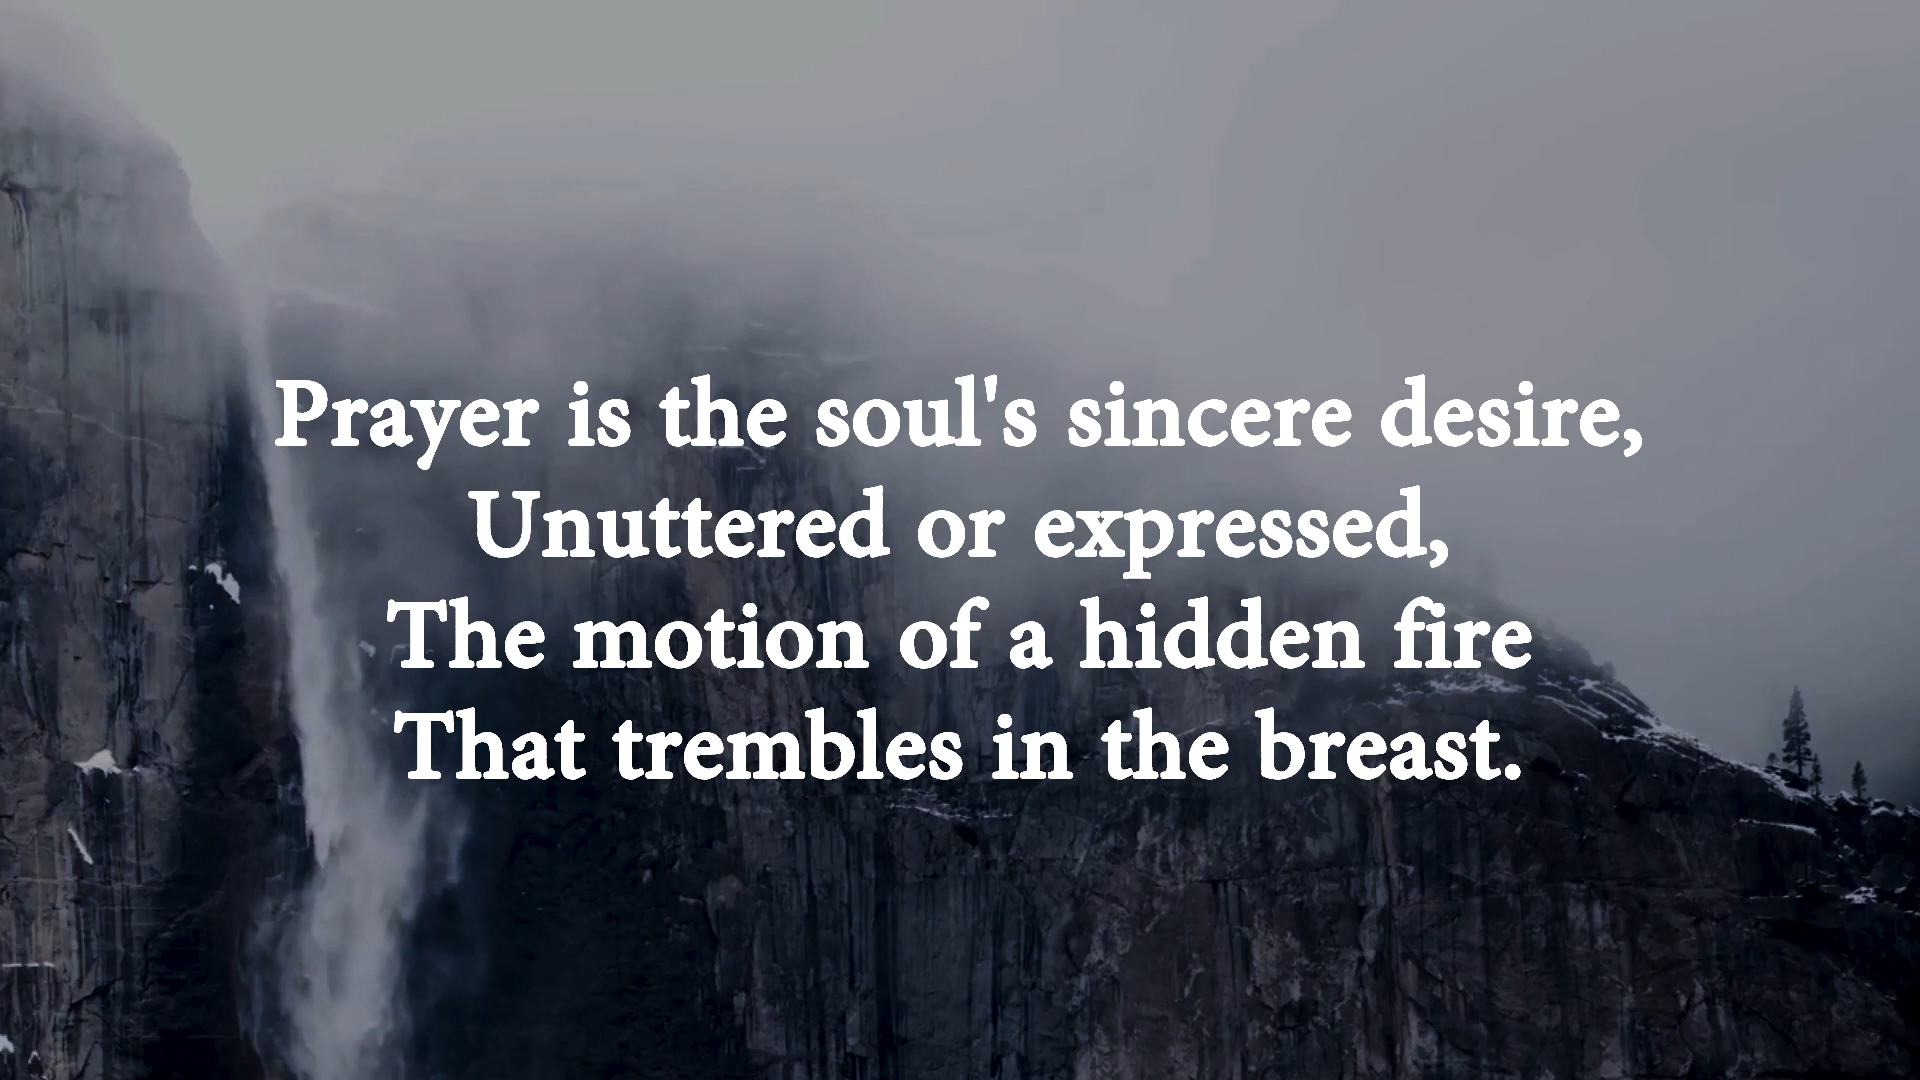 Prayer is the soul's sincere desire,
Unuttered or expressed,
The motion of a hidden fire
That trembles in the breast.